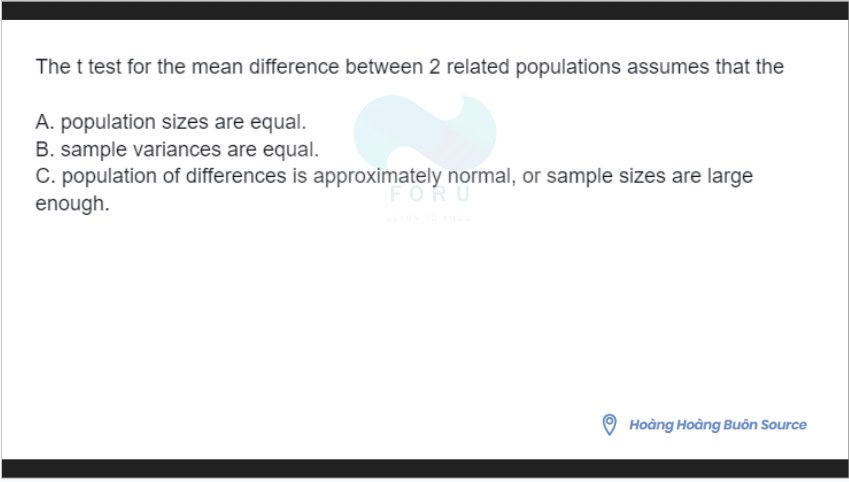 The t test for the mean difference between 2 related populations assumes that the
A. population sizes are equal.
B. sample variances are equal.
C. population of differences is approximately normal, or sample sizes are large
enough.
FORU
Hoàng Hoàng Buôn Source